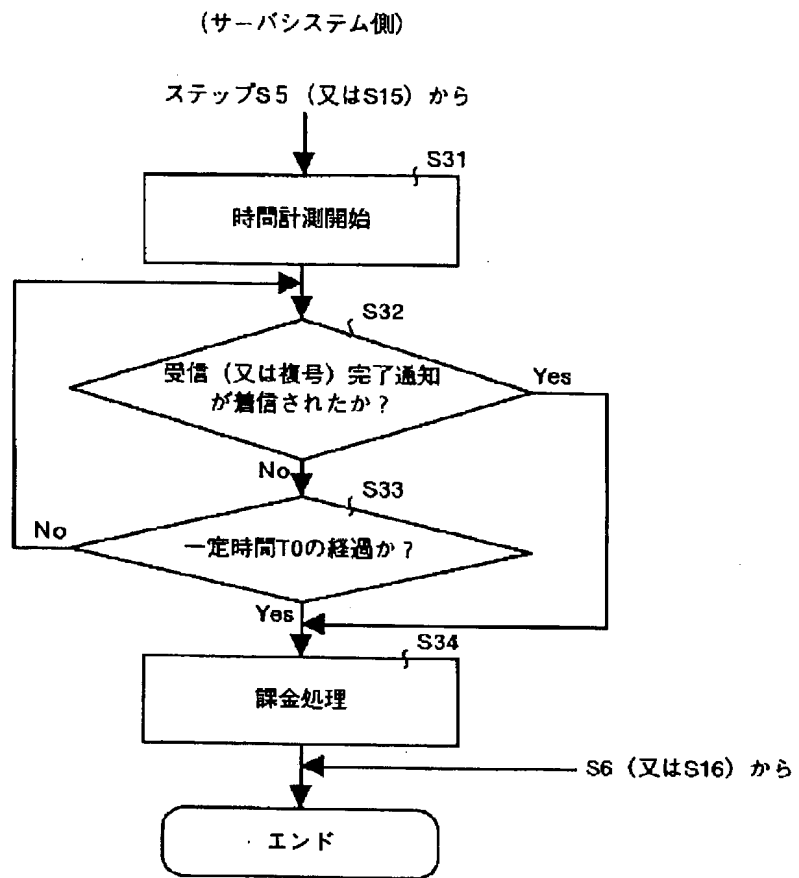 (サーバシステム側)
ステップS5 (又はS15) から
S31
時間計測開始
S32
受信 (又は復号) 完了通知
が着信されたか?
Yes
No
S33
No
一定時間T0の経過か?
Yes
S34
課金処理
S6 (又はS16) から
エンド